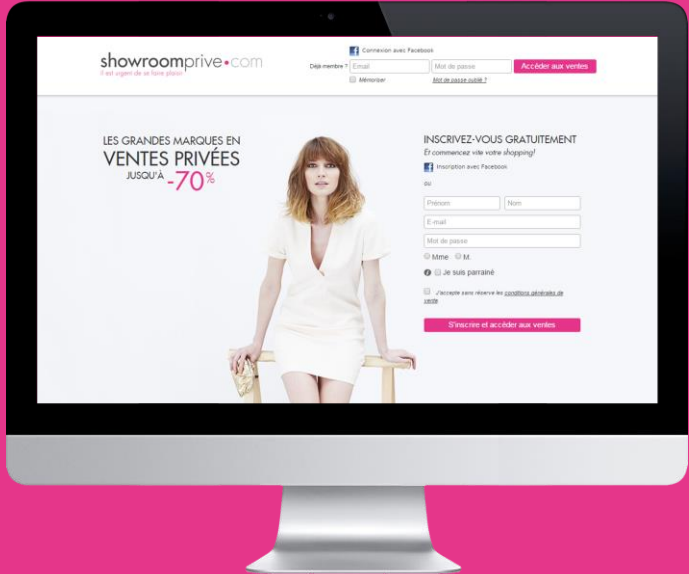 Connexion avec Facebook
showroomprive.com
il est urgent de se faire plaisir
Déjà membre ? Email Mot de passe Accéder aux ventes
Mémoriser Mot de passe oublié ?
LES GRANDES MARQUES EN
VENTES PRIVÉES
JUSQU'À -70%
INSCRIVEZ-VOUS GRATUITEMENT
Et commencez vite votre shopping!
Inscription avec Facebook
ou
Prénom Nom
E-mail
Mot de passe
Mme M.
Je suis parrainé
J'accepte sans réserve les conditions générales de
vente
S'inscrire et accéder aux ventes